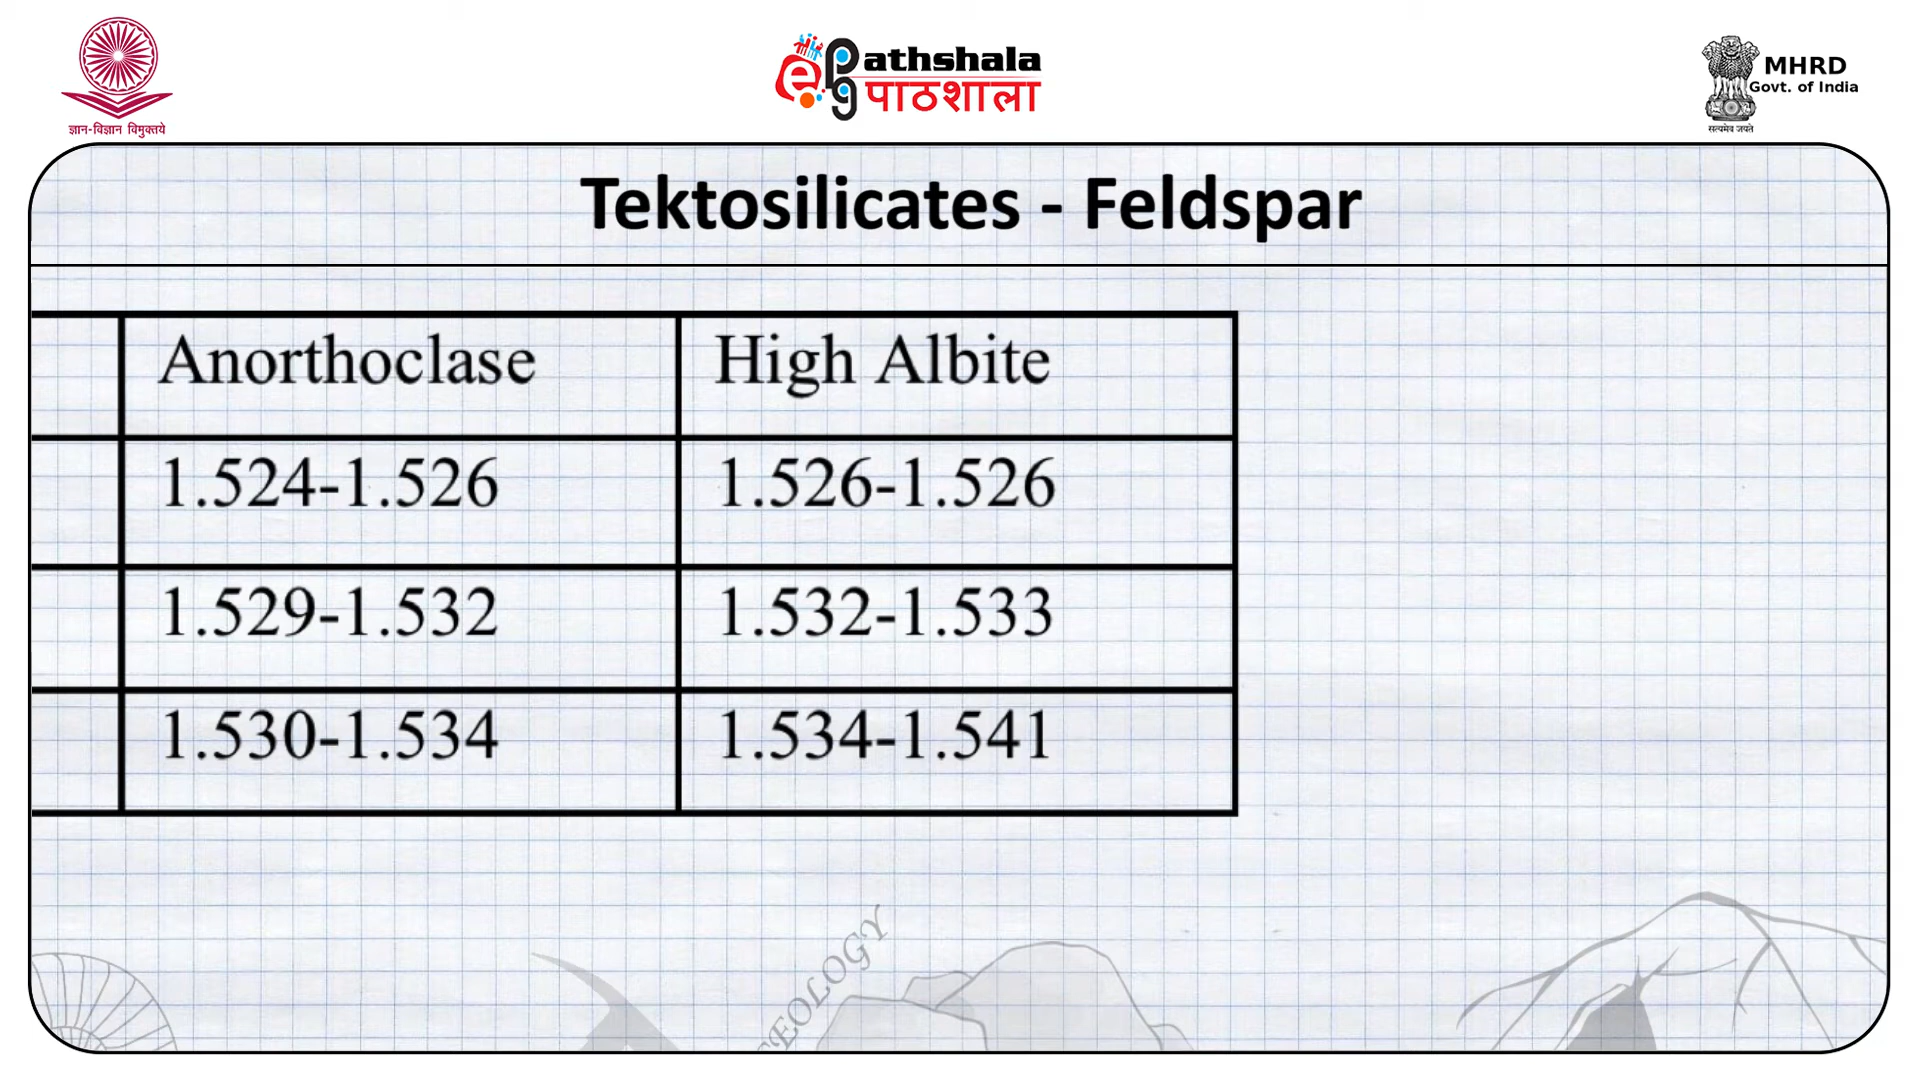 ज्ञान-विज्ञान विमुक्तये
ePathshala
पाठशाला
MHRD
Govt. of India
सत्यमेव जयते
Tektosilicates - Feldspar
Anorthoclase High Albite
1.524-1.526 1.526-1.526
1.529-1.532 1.532-1.533
1.530-1.534 1.534-1.541
EOLOGY